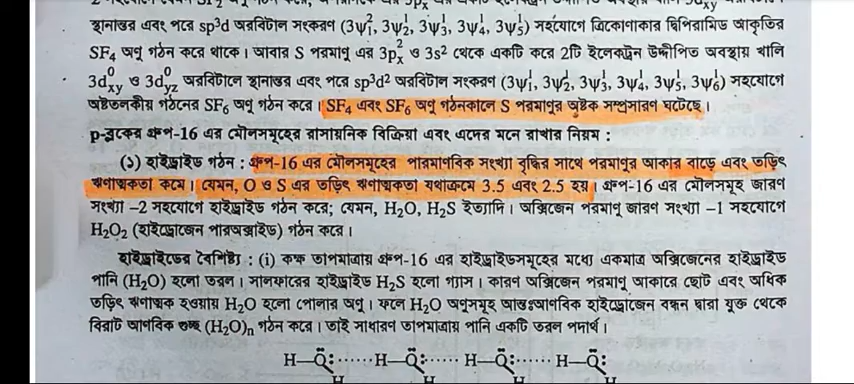 স্থানান্তর এবং পরে sp³d অরবিটাল সংকরণ (3ψ₁², 3ψ₂¹, 3ψ₃¹, 3ψ₄¹, 3ψ₅¹) সহযোগে ত্রিকোণাকার দ্বিপিরামিড আকৃতির
SF₄ অণু গঠন করে থাকে। আবার S পরমাণু এর 3pₓ² ও 3s² থেকে একটি করে 2টি ইলেকট্রন উদ্দীপিত অবস্থায় খালি
3d⁰xy ও 3d⁰yz অরবিটালে স্থানান্তর এবং পরে sp³d² অরবিটাল সংকরণ (3ψ₁¹, 3ψ₂¹, 3ψ₃¹, 3ψ₄¹, 3ψ₅¹, 3ψ₆¹) সহযোগে
অষ্টতলকীয় গঠনের SF₆ অণু গঠন করে। SF₄ এবং SF₆ অণু গঠনকালে S পরমাণুর অষ্টক সম্প্রসারণ ঘটেছে।
p-ব্লকের গ্রুপ-16 এর মৌলসমূহের রাসায়নিক বিক্রিয়া এবং এদের মনে রাখার নিয়ম :
(১) হাইড্রাইড গঠন : গ্রুপ-16 এর মৌলসমূহের পারমাণবিক সংখ্যা বৃদ্ধির সাথে পরমাণুর আকার বাড়ে এবং তড়িৎ
ঋণাত্মকতা কমে। যেমন, O ও S এর তড়িৎ ঋণাত্মকতা যথাক্রমে 3.5 এবং 2.5 হয়। গ্রুপ-16 এর মৌলসমূহ জারণ
সংখ্যা –2 সহযোগে হাইড্রাইড গঠন করে; যেমন, H₂O, H₂S ইত্যাদি। অক্সিজেন পরমাণু জারণ সংখ্যা –1 সহযোগে
H₂O₂ (হাইড্রোজেন পারঅক্সাইড) গঠন করে।
হাইড্রাইডের বৈশিষ্ট্য : (i) কক্ষ তাপমাত্রায় গ্রুপ-16 এর হাইড্রাইডসমূহের মধ্যে একমাত্র অক্সিজেনের হাইড্রাইড
পানি (H₂O) হলো তরল। সালফারের হাইড্রাইড H₂S হলো গ্যাস। কারণ অক্সিজেন পরমাণু আকারে ছোট এবং অধিক
তড়িৎ ঋণাত্মক হওয়ায় H₂O হলো পোলার অণু। ফলে H₂O অণুসমূহ আন্তঃআণবিক হাইড্রোজেন বন্ধন দ্বারা যুক্ত থেকে
বিরাট আণবিক গুচ্ছ (H₂O)ₙ গঠন করে। তাই সাধারণ তাপমাত্রায় পানি একটি তরল পদার্থ।
H—Ö:······H—Ö:······H—Ö:······H—Ö:
H H H H